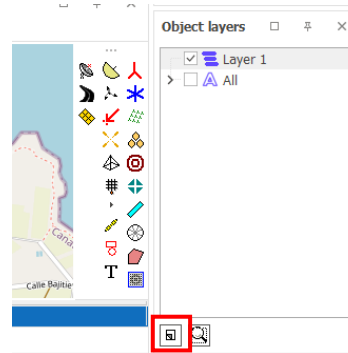 Object layers
Layer 1
A All
T
Cana
Calle Bajitie